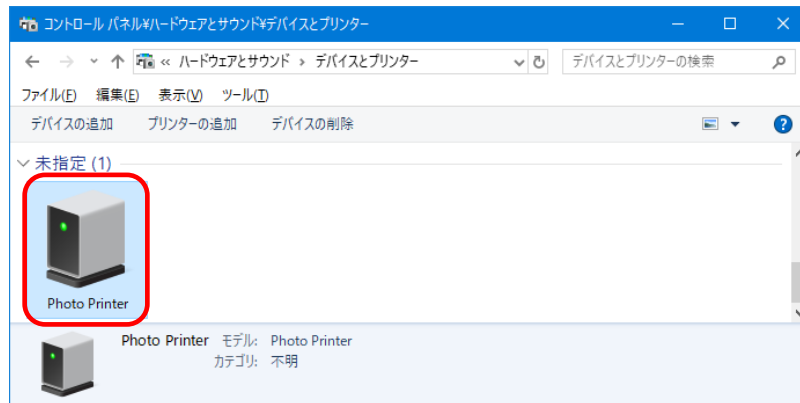 コントロール パネル¥ハードウェアとサウンド¥デバイスとプリンター
« ハードウェアとサウンド › デバイスとプリンター デバイスとプリンターの検索
ファイル(F) 編集(E) 表示(V) ツール(T)
デバイスの追加 プリンターの追加 デバイスの削除
未指定 (1)
Photo Printer
Photo Printer モデル: Photo Printer
カテゴリ: 不明